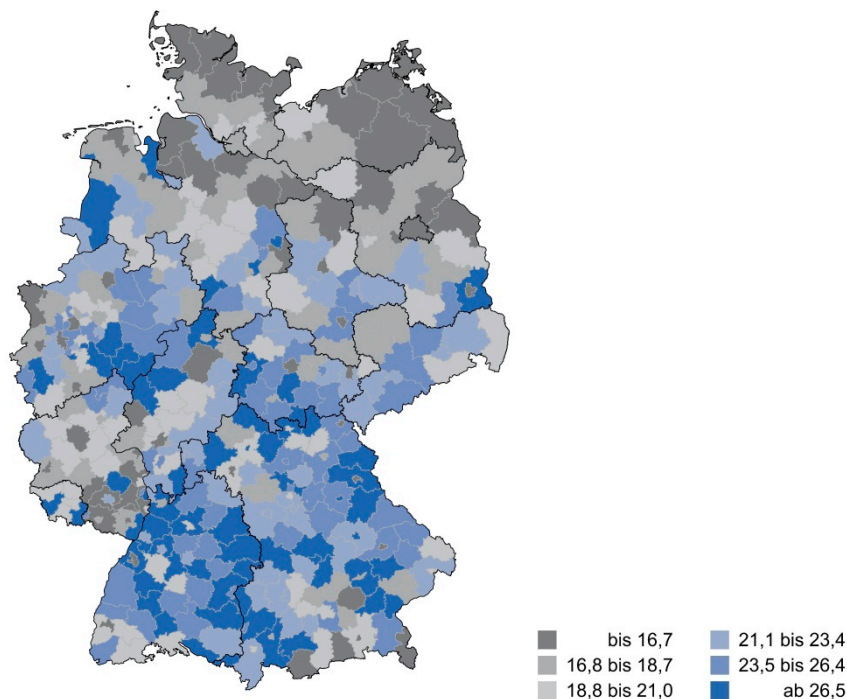 bis 16,7
16,8 bis 18,7
18,8 bis 21,0
21,1 bis 23,4
23,5 bis 26,4
ab 26,5